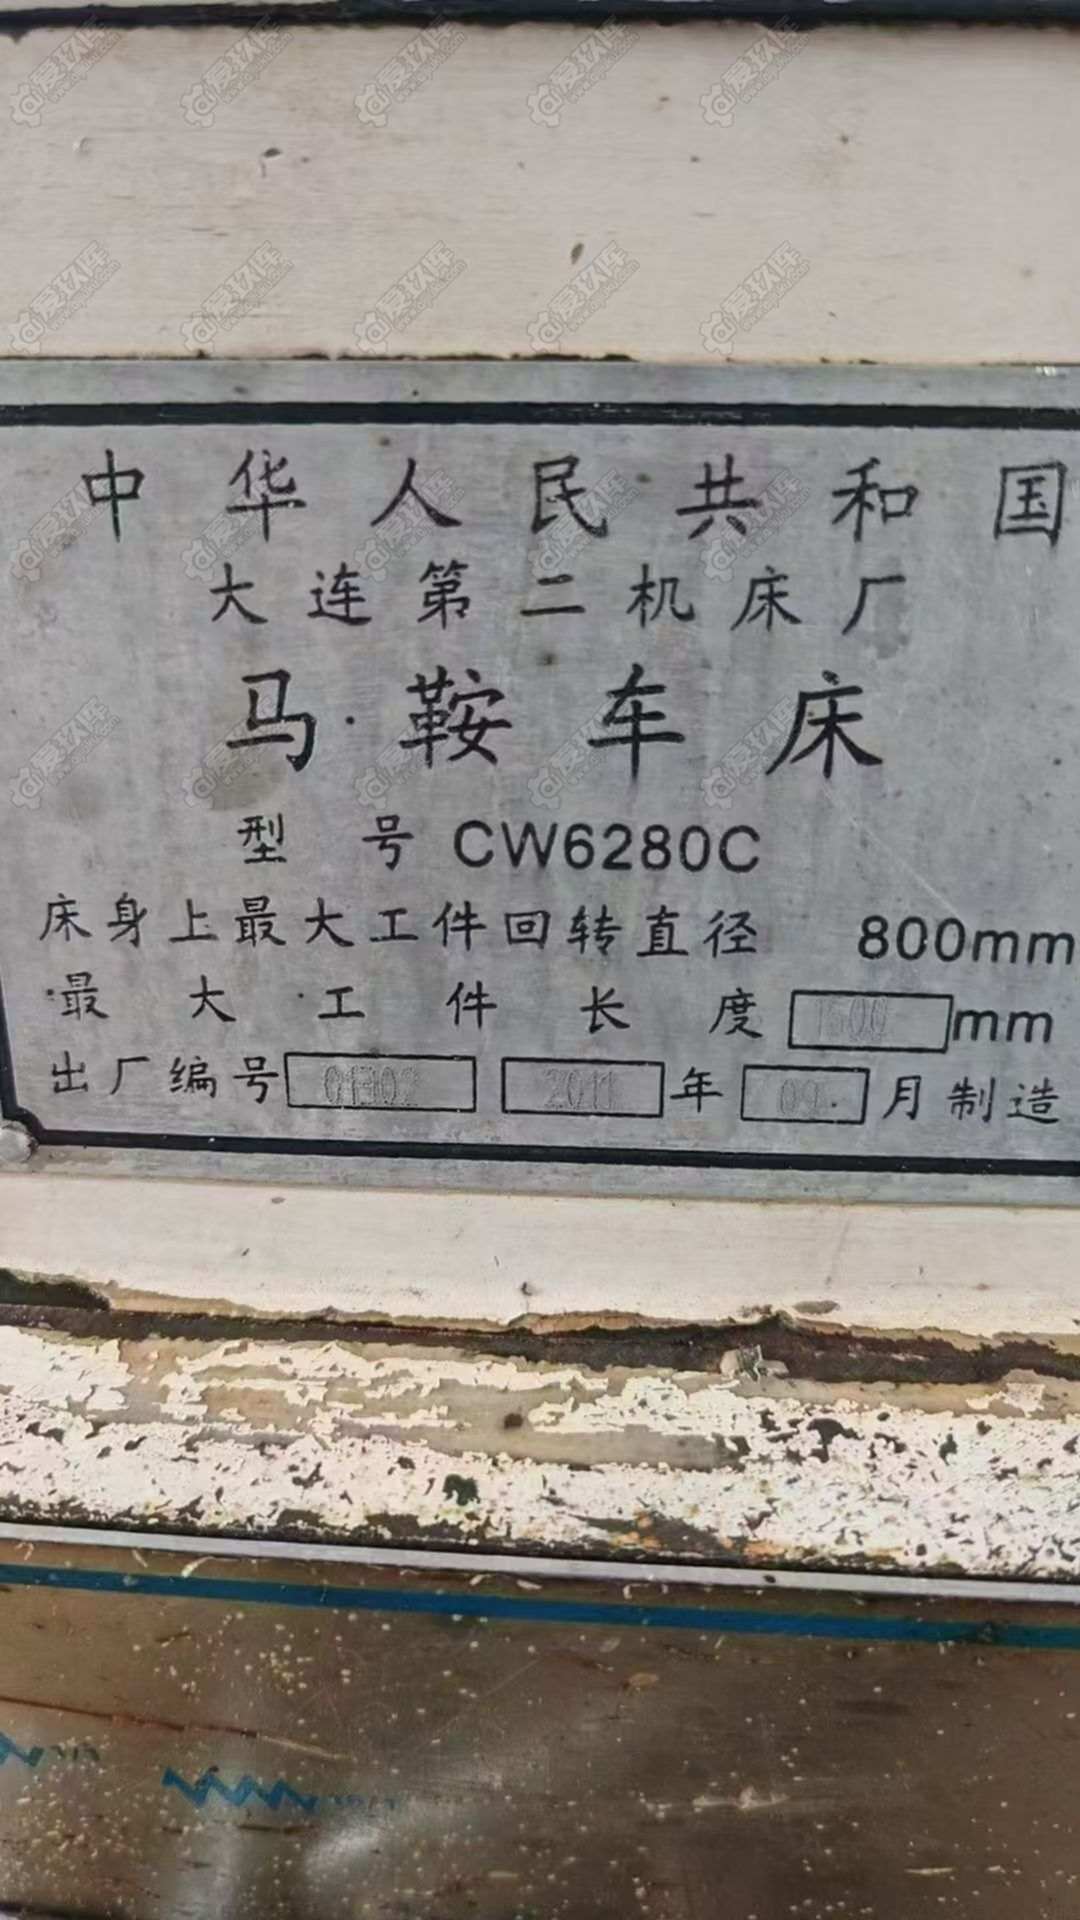 中华人民共和国
大连第二机床厂
马鞍车床
型号 CW6280C
床身上最大工件回转直径 800mm
最大工件长度 1500 mm
出厂编号 01302 2011 年 09 月制造